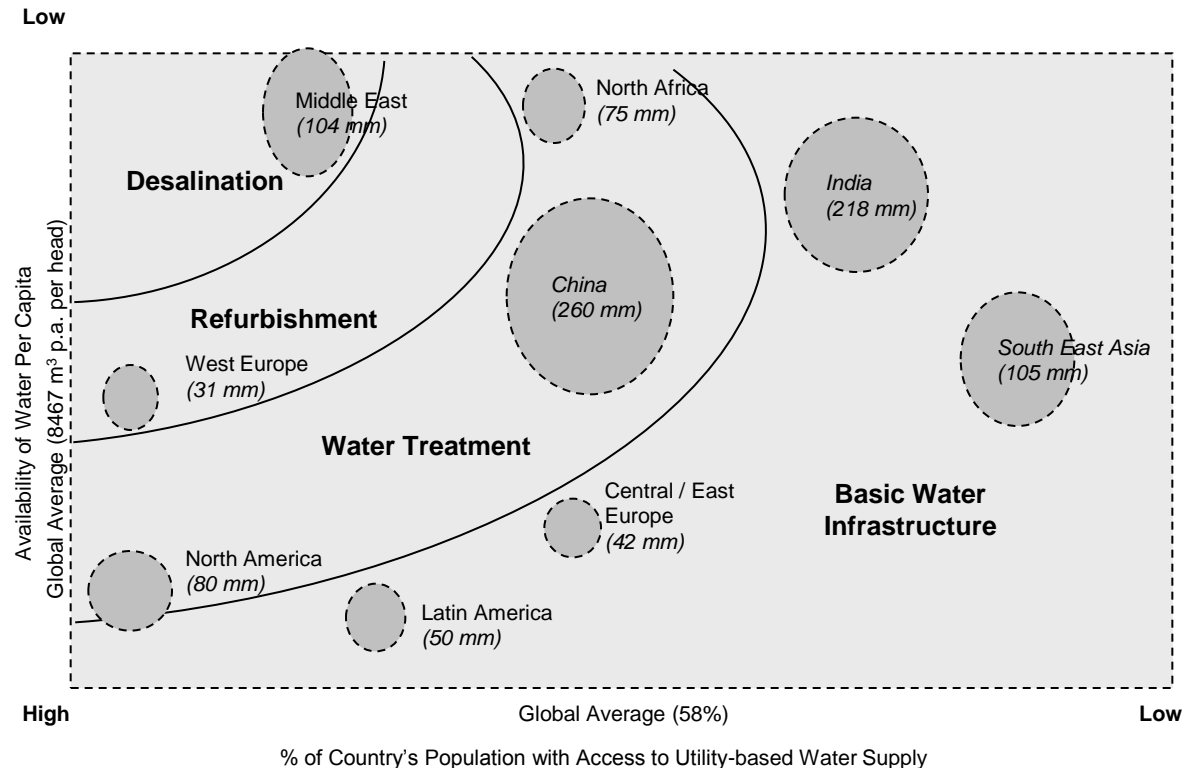 Low
Middle East
(104 mm)
North Africa
(75 mm)
Desalination
India
(218 mm)
China
(260 mm)
Refurbishment
South East Asia
(105 mm)
West Europe
(31 mm)
Water Treatment
Central / East
Europe
(42 mm)
Basic Water
Infrastructure
North America
(80 mm)
Latin America
(50 mm)
Availability of Water Per Capita
Global Average (8467 m³ p.a. per head)
High
Global Average (58%)
Low
% of Country's Population with Access to Utility-based Water Supply